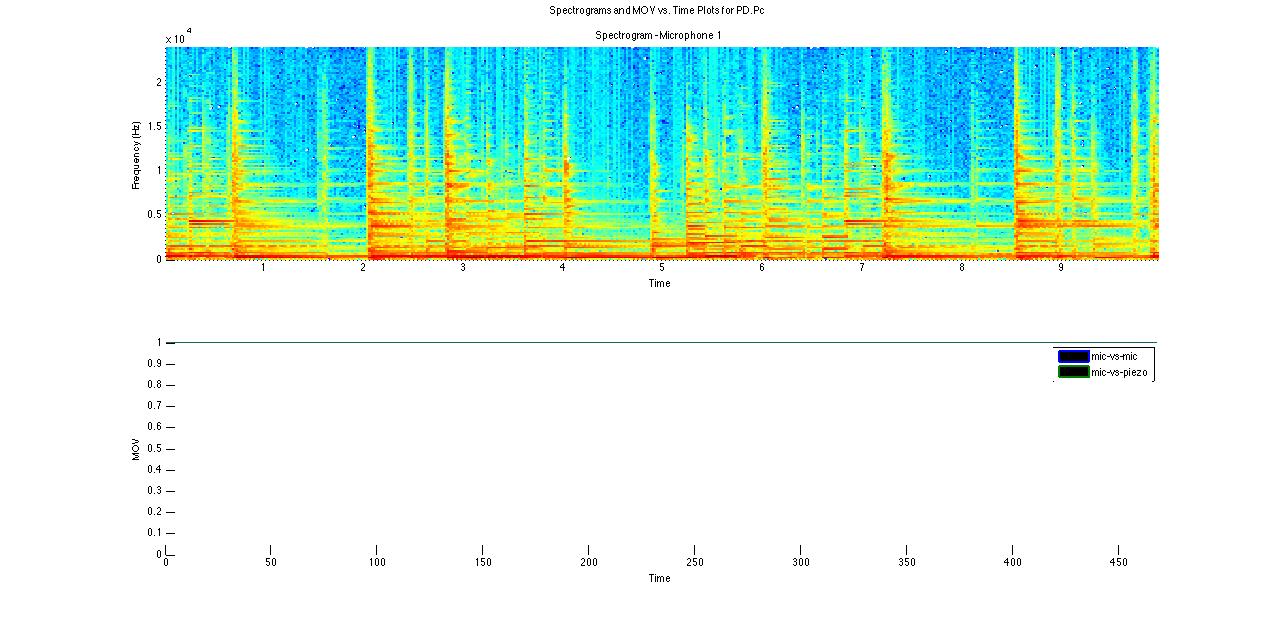 Spectrograms and MOV vs. Time Plots for PD.Pc
Spectrogram - Microphone 1
x 10^4
2
1.5
1
0.5
0
Frequency (Hz)
1 2 3 4 5 6 7 8 9
Time
1
0.9
0.8
0.7
0.6
0.5
0.4
0.3
0.2
0.1
0
MOV
mic-vs-mic
mic-vs-piezo
0 50 100 150 200 250 300 350 400 450
Time